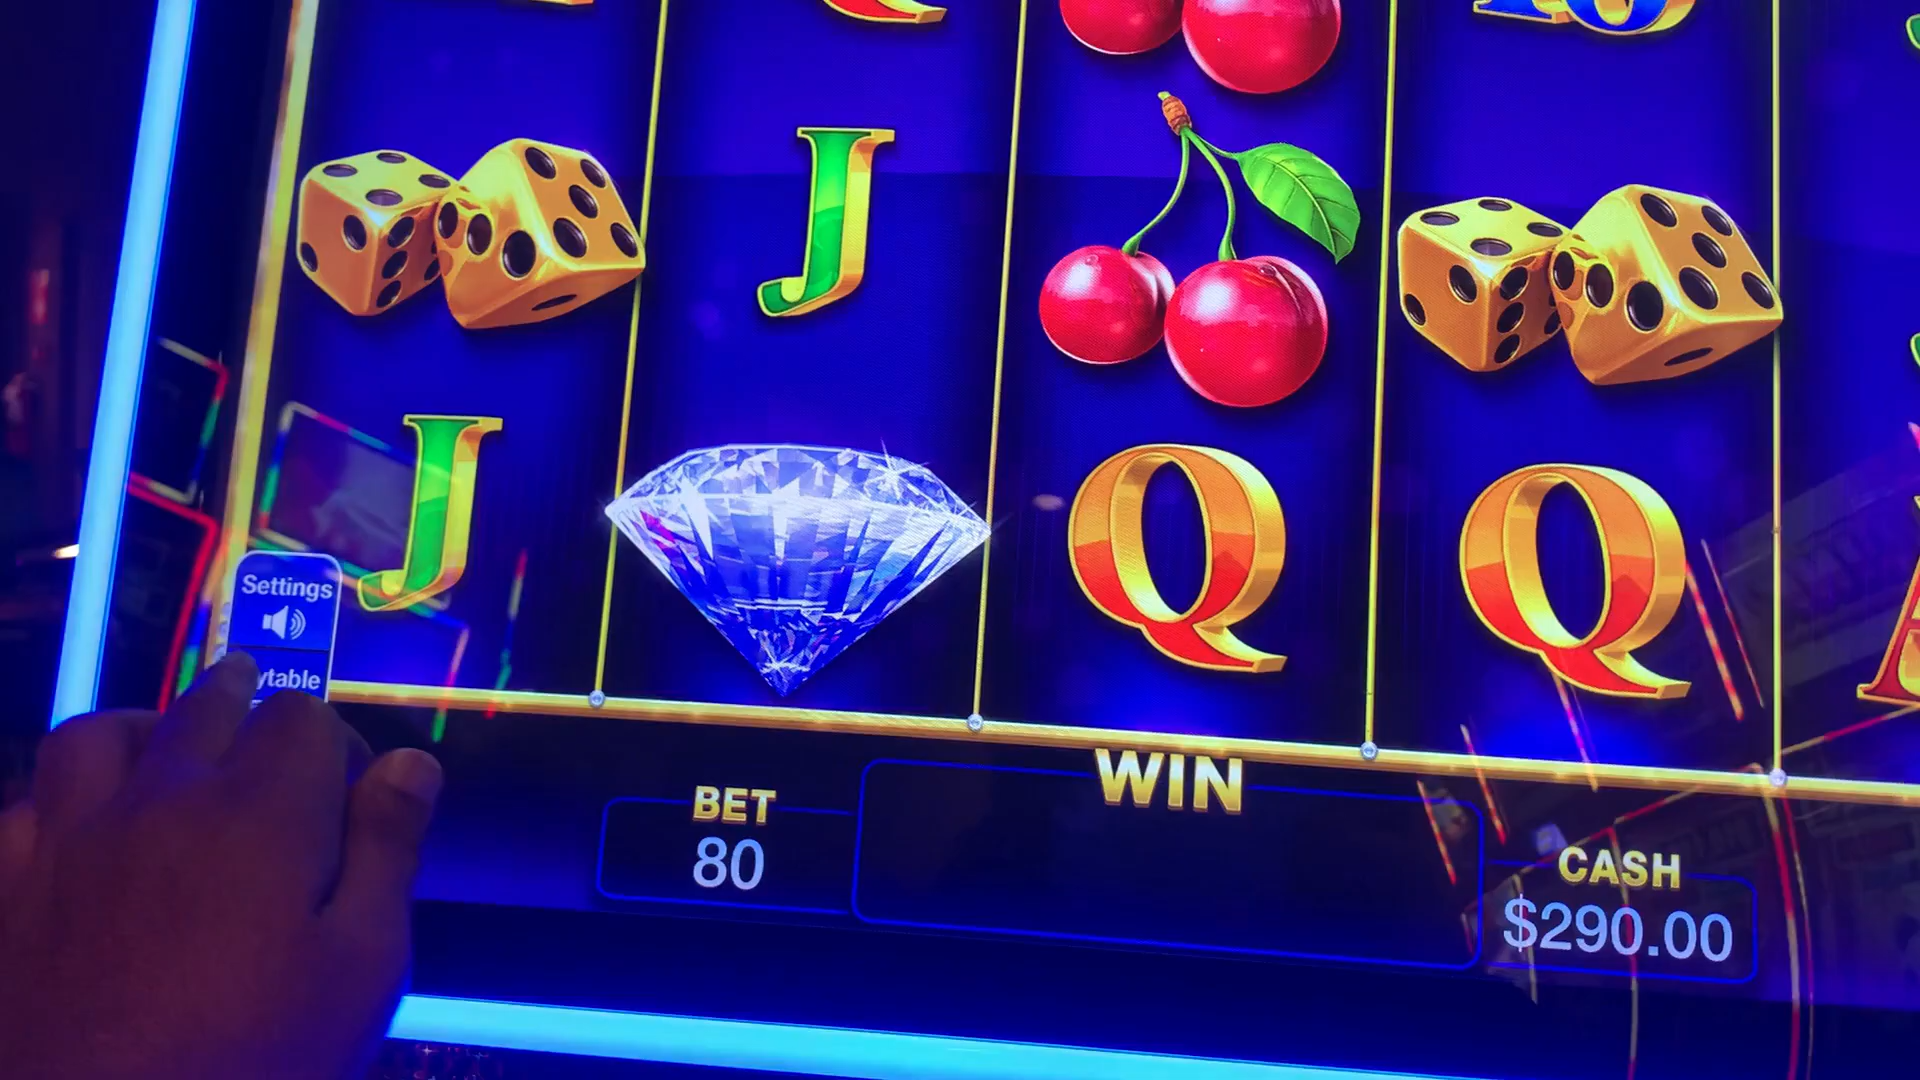 J
Settings
J
Q
Q
ytable
WIN
BET
80
CASH
$290.00